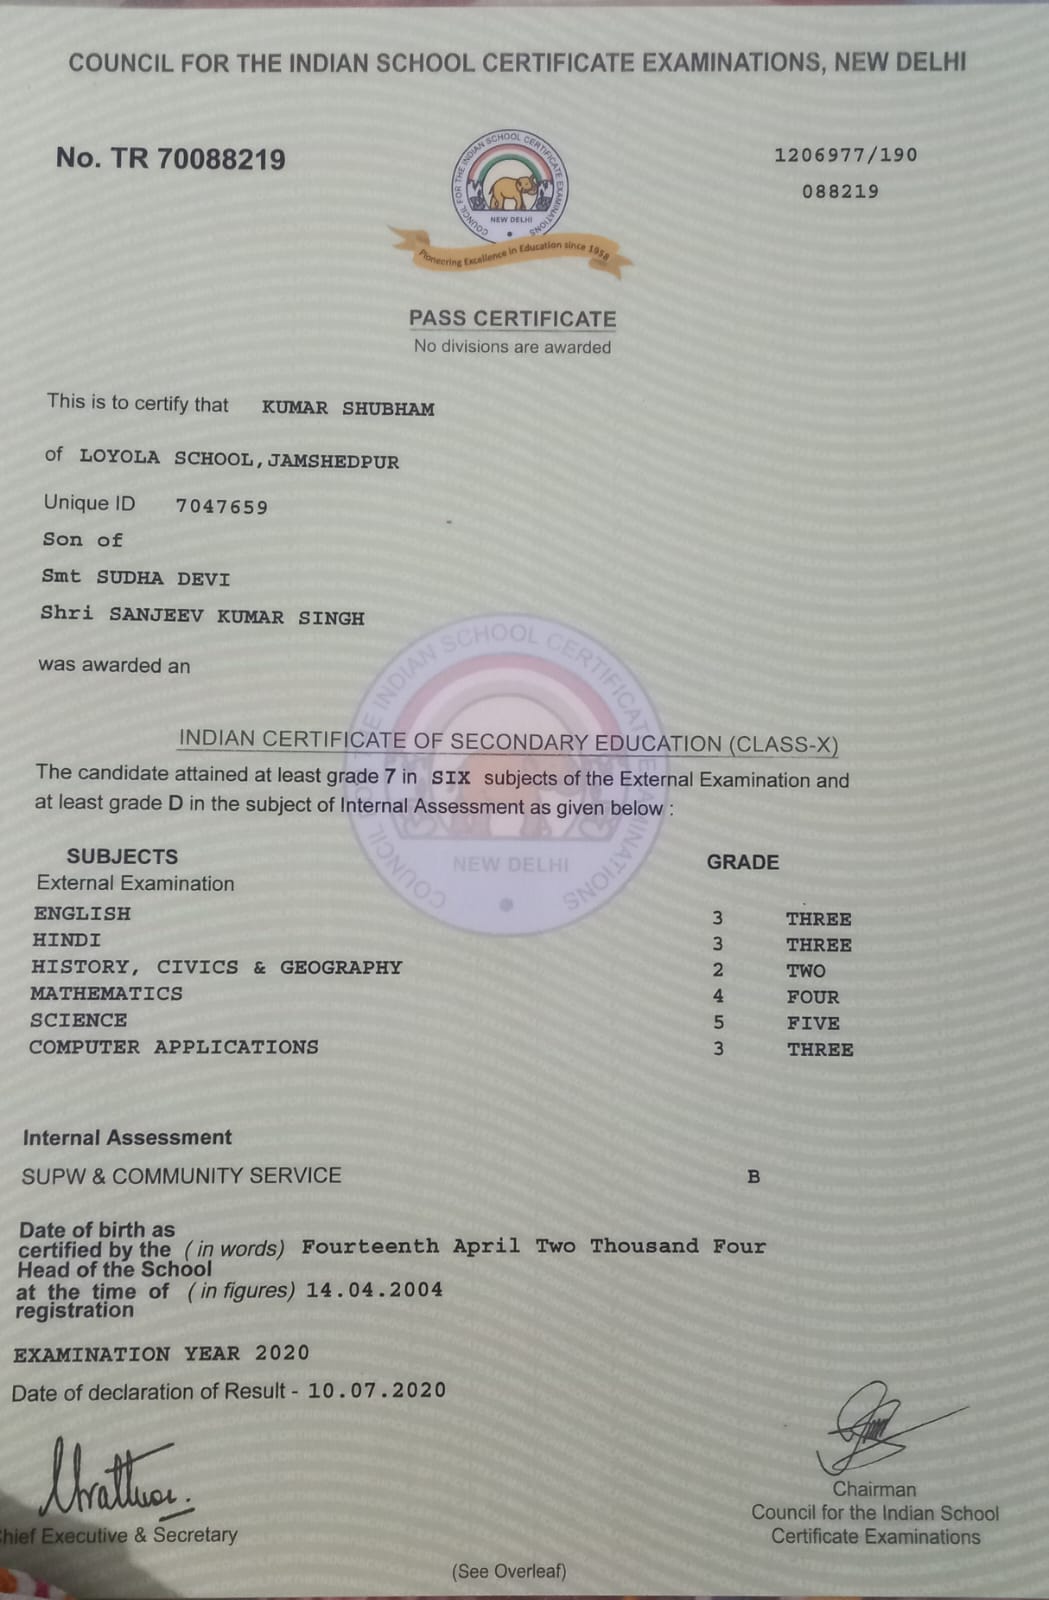 COUNCIL FOR THE INDIAN SCHOOL CERTIFICATE EXAMINATIONS, NEW DELHI
No. TR 70088219
1206977/190
088219
COUNCIL FOR THE INDIAN SCHOOL CERTIFICATE EXAMINATIONS
NEW DELHI
Pioneering Excellence in Education since 1958
PASS CERTIFICATE
No divisions are awarded
This is to certify that KUMAR SHUBHAM
of LOYOLA SCHOOL,JAMSHEDPUR
Unique ID 7047659
Son of
Smt SUDHA DEVI
Shri SANJEEV KUMAR SINGH
was awarded an
INDIAN CERTIFICATE OF SECONDARY EDUCATION (CLASS-X)
The candidate attained at least grade 7 in SIX subjects of the External Examination and
at least grade D in the subject of Internal Assessment as given below :
COUNCIL THE INDIAN SCHOOL CERTIFICATE EXAMINATIONS
NEW DELHI
SUBJECTS GRADE
External Examination
ENGLISH 3 THREE
HINDI 3 THREE
HISTORY, CIVICS & GEOGRAPHY 2 TWO
MATHEMATICS 4 FOUR
SCIENCE 5 FIVE
COMPUTER APPLICATIONS 3 THREE
Internal Assessment
SUPW & COMMUNITY SERVICE B
Date of birth as
certified by the (in words) Fourteenth April Two Thousand Four
Head of the School
at the time of (in figures) 14.04.2004
registration
EXAMINATION YEAR 2020
Date of declaration of Result - 10.07.2020
hief Executive & Secretary
Chairman
Council for the Indian School
Certificate Examinations
(See Overleaf)